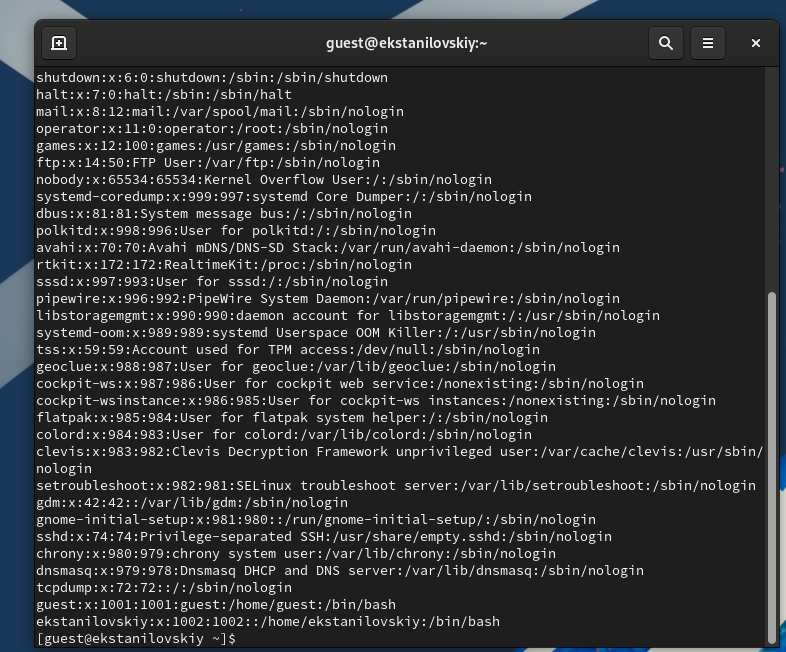 guest@ekstanilovskiy:~
shutdown:x:6:0:shutdown:/sbin:/sbin/shutdown
halt:x:7:0:halt:/sbin:/sbin/halt
mail:x:8:12:mail:/var/spool/mail:/sbin/nologin
operator:x:11:0:operator:/root:/sbin/nologin
games:x:12:100:games:/usr/games:/sbin/nologin
ftp:x:14:50:FTP User:/var/ftp:/sbin/nologin
nobody:x:65534:65534:Kernel Overflow User:/:/sbin/nologin
systemd-coredump:x:999:997:systemd Core Dumper:/:/sbin/nologin
dbus:x:81:81:System message bus:/:/sbin/nologin
polkitd:x:998:996:User for polkitd:/:/sbin/nologin
avahi:x:70:70:Avahi mDNS/DNS-SD Stack:/var/run/avahi-daemon:/sbin/nologin
rtkit:x:172:172:RealtimeKit:/proc:/sbin/nologin
sssd:x:997:993:User for sssd:/:/sbin/nologin
pipewire:x:996:992:PipeWire System Daemon:/var/run/pipewire:/sbin/nologin
libstoragemgmt:x:990:990:daemon account for libstoragemgmt:/:/usr/sbin/nologin
systemd-oom:x:989:989:systemd Userspace OOM Killer:/:/usr/sbin/nologin
tss:x:59:59:Account used for TPM access:/dev/null:/sbin/nologin
geoclue:x:988:987:User for geoclue:/var/lib/geoclue:/sbin/nologin
cockpit-ws:x:987:986:User for cockpit web service:/nonexisting:/sbin/nologin
cockpit-wsinstance:x:986:985:User for cockpit-ws instances:/nonexisting:/sbin/nologin
flatpak:x:985:984:User for flatpak system helper:/:/sbin/nologin
colord:x:984:983:User for colord:/var/lib/colord:/sbin/nologin
clevis:x:983:982:Clevis Decryption Framework unprivileged user:/var/cache/clevis:/usr/sbin/
nologin
setroubleshoot:x:982:981:SELinux troubleshoot server:/var/lib/setroubleshoot:/sbin/nologin
gdm:x:42:42::/var/lib/gdm:/sbin/nologin
gnome-initial-setup:x:981:980::/run/gnome-initial-setup/:/sbin/nologin
sshd:x:74:74:Privilege-separated SSH:/usr/share/empty.sshd:/sbin/nologin
chrony:x:980:979:chrony system user:/var/lib/chrony:/sbin/nologin
dnsmasq:x:979:978:Dnsmasq DHCP and DNS server:/var/lib/dnsmasq:/sbin/nologin
tcpdump:x:72:72::/:/sbin/nologin
guest:x:1001:1001:guest:/home/guest:/bin/bash
ekstanilovskiy:x:1002:1002::/home/ekstanilovskiy:/bin/bash
[guest@ekstanilovskiy ~]$